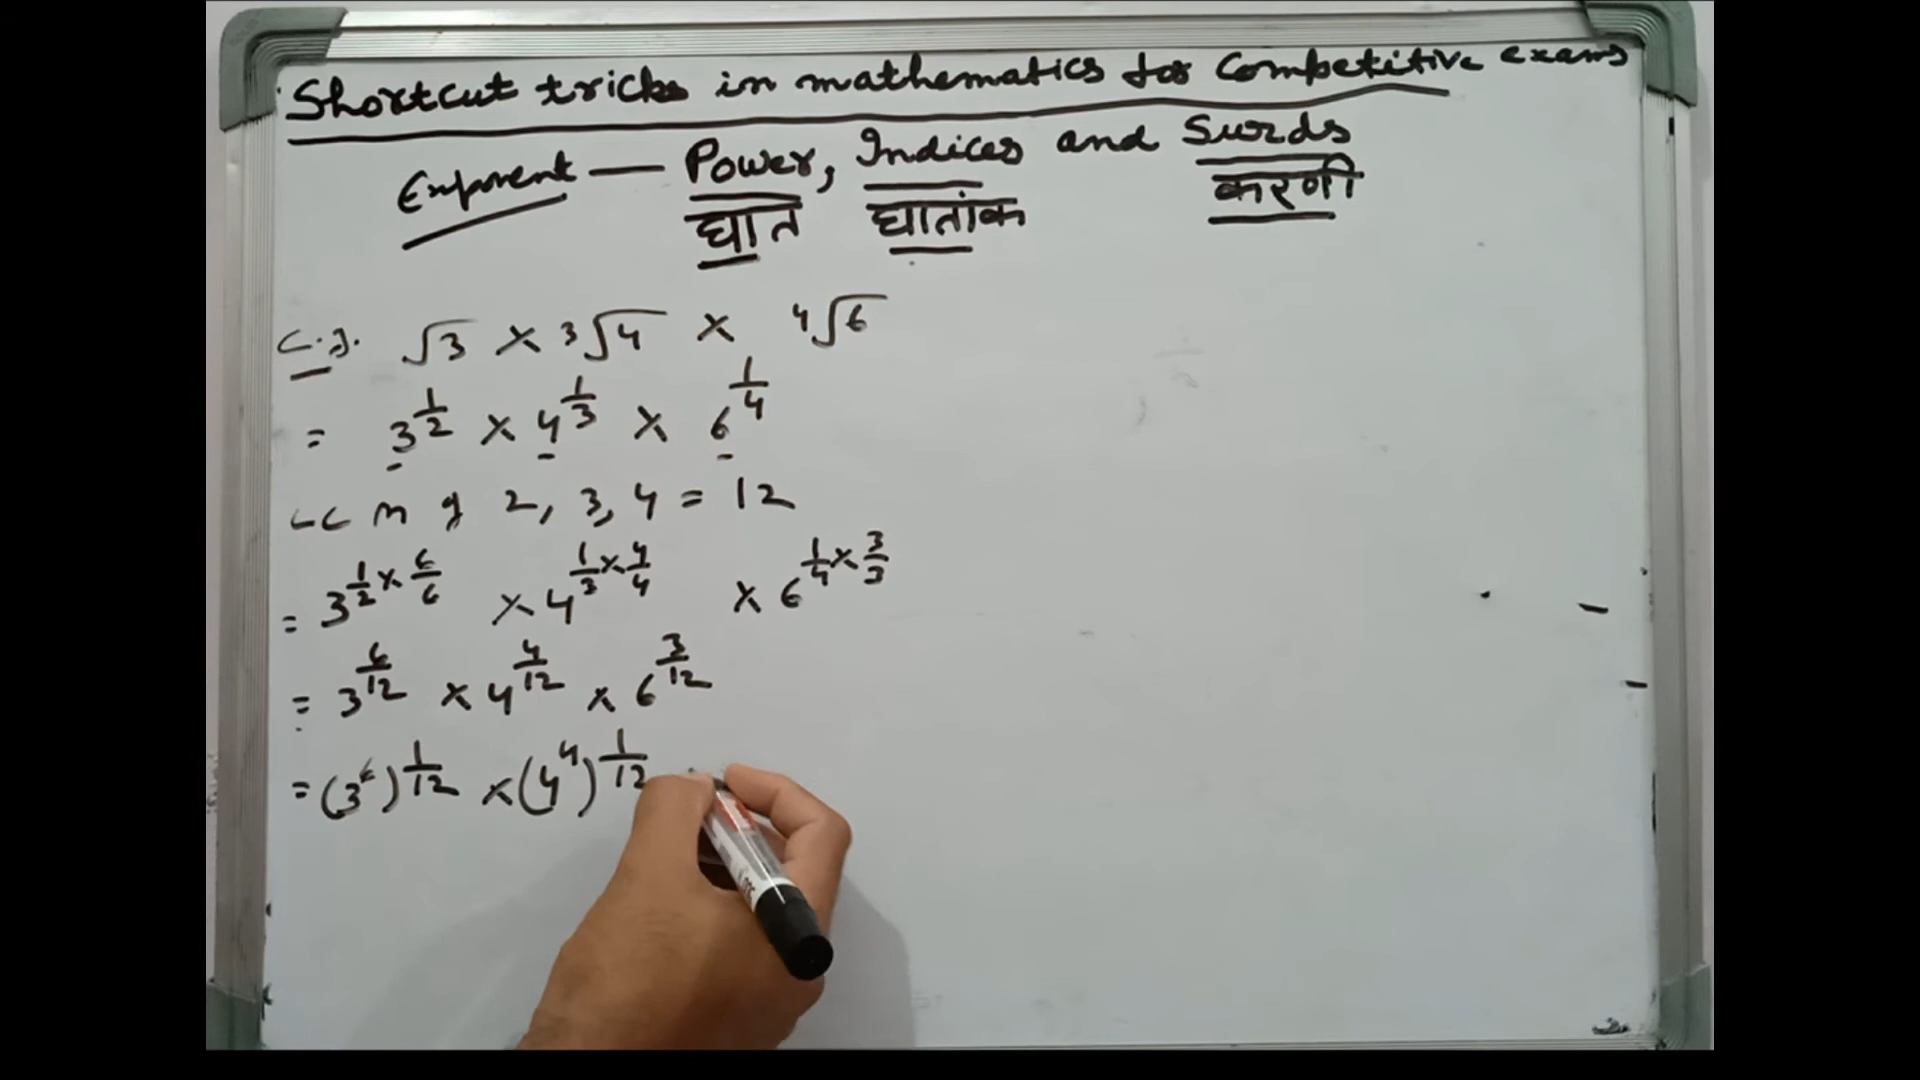 Shortcut tricks in mathematics for Competitive exams
Exponent — Power, Indices and Surds
घात घातांक करणी
e.g. √3 × ³√4 × ⁴√6
= 3^1/2 × 4^1/3 × 6^1/4
LCM of 2, 3, 4 = 12
= 3^1/2×6/6 × 4^1/3×4/4 × 6^1/4×3/3
= 3^6/12 × 4^4/12 × 6^3/12
= (3^6)^1/12 × (4^4)^1/12